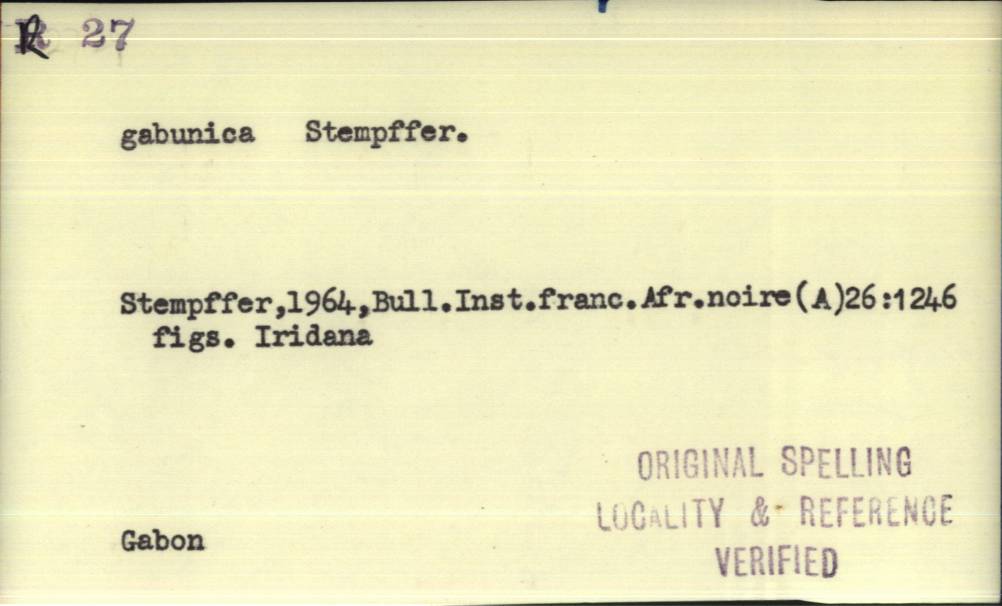 R 27
gabunica Stempffer.
Stempffer,1964,Bull.Inst.franc.Afr.noire(A)26:1246
figs. Iridana
ORIGINAL SPELLING
LOCALITY & REFERENCE
VERIFIED
Gabon